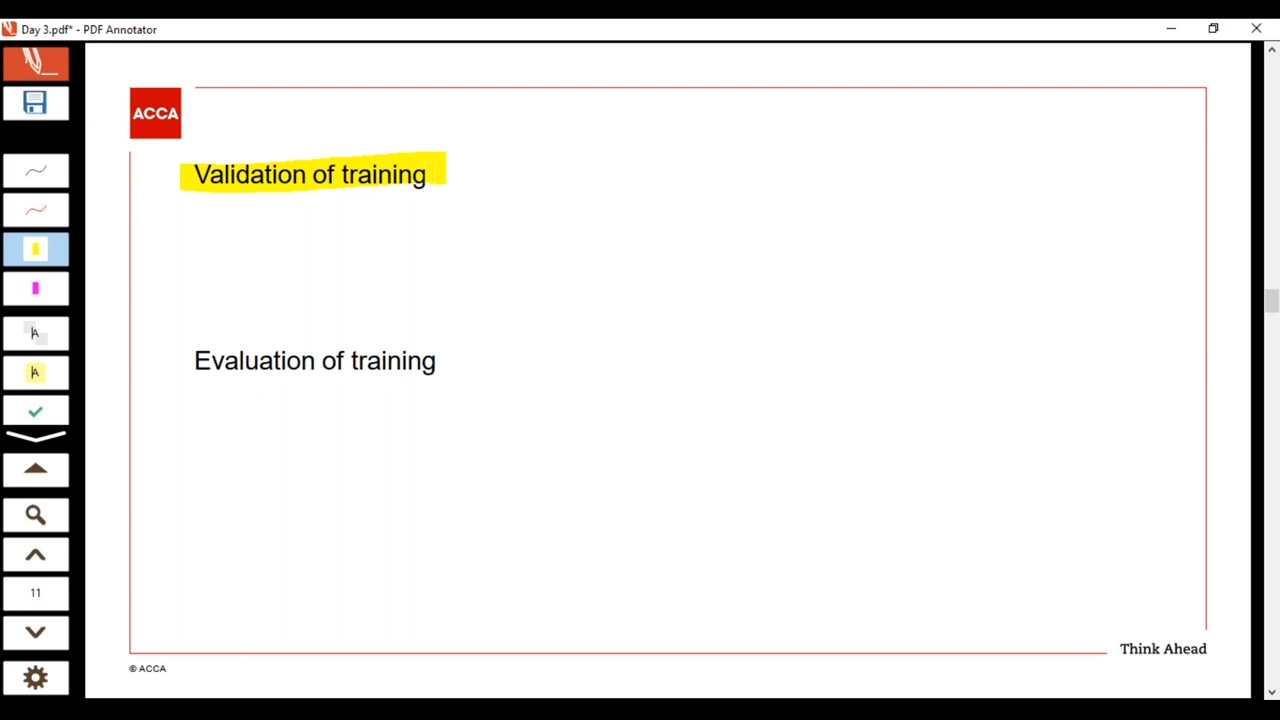 Day 3.pdf* - PDF Annotator
ACCA
Validation of training
Evaluation of training
A
A
11
Think Ahead
© ACCA